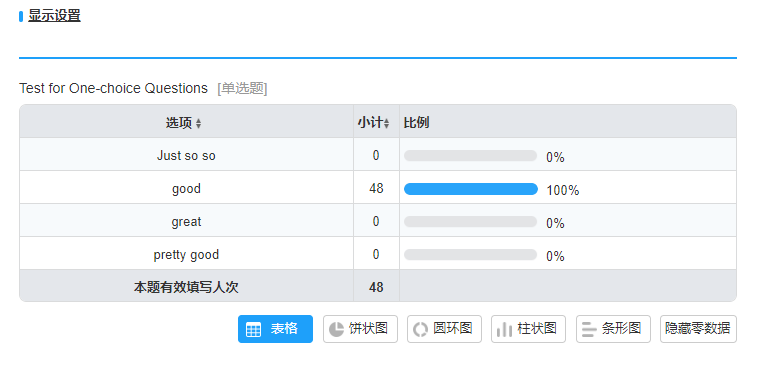 显示设置
Test for One-choice Questions [单选题]
选项 小计 比例
Just so so 0 0%
good 48 100%
great 0 0%
pretty good 0 0%
本题有效填写人次 48
表格 饼状图 圆环图 柱状图 条形图 隐藏零数据